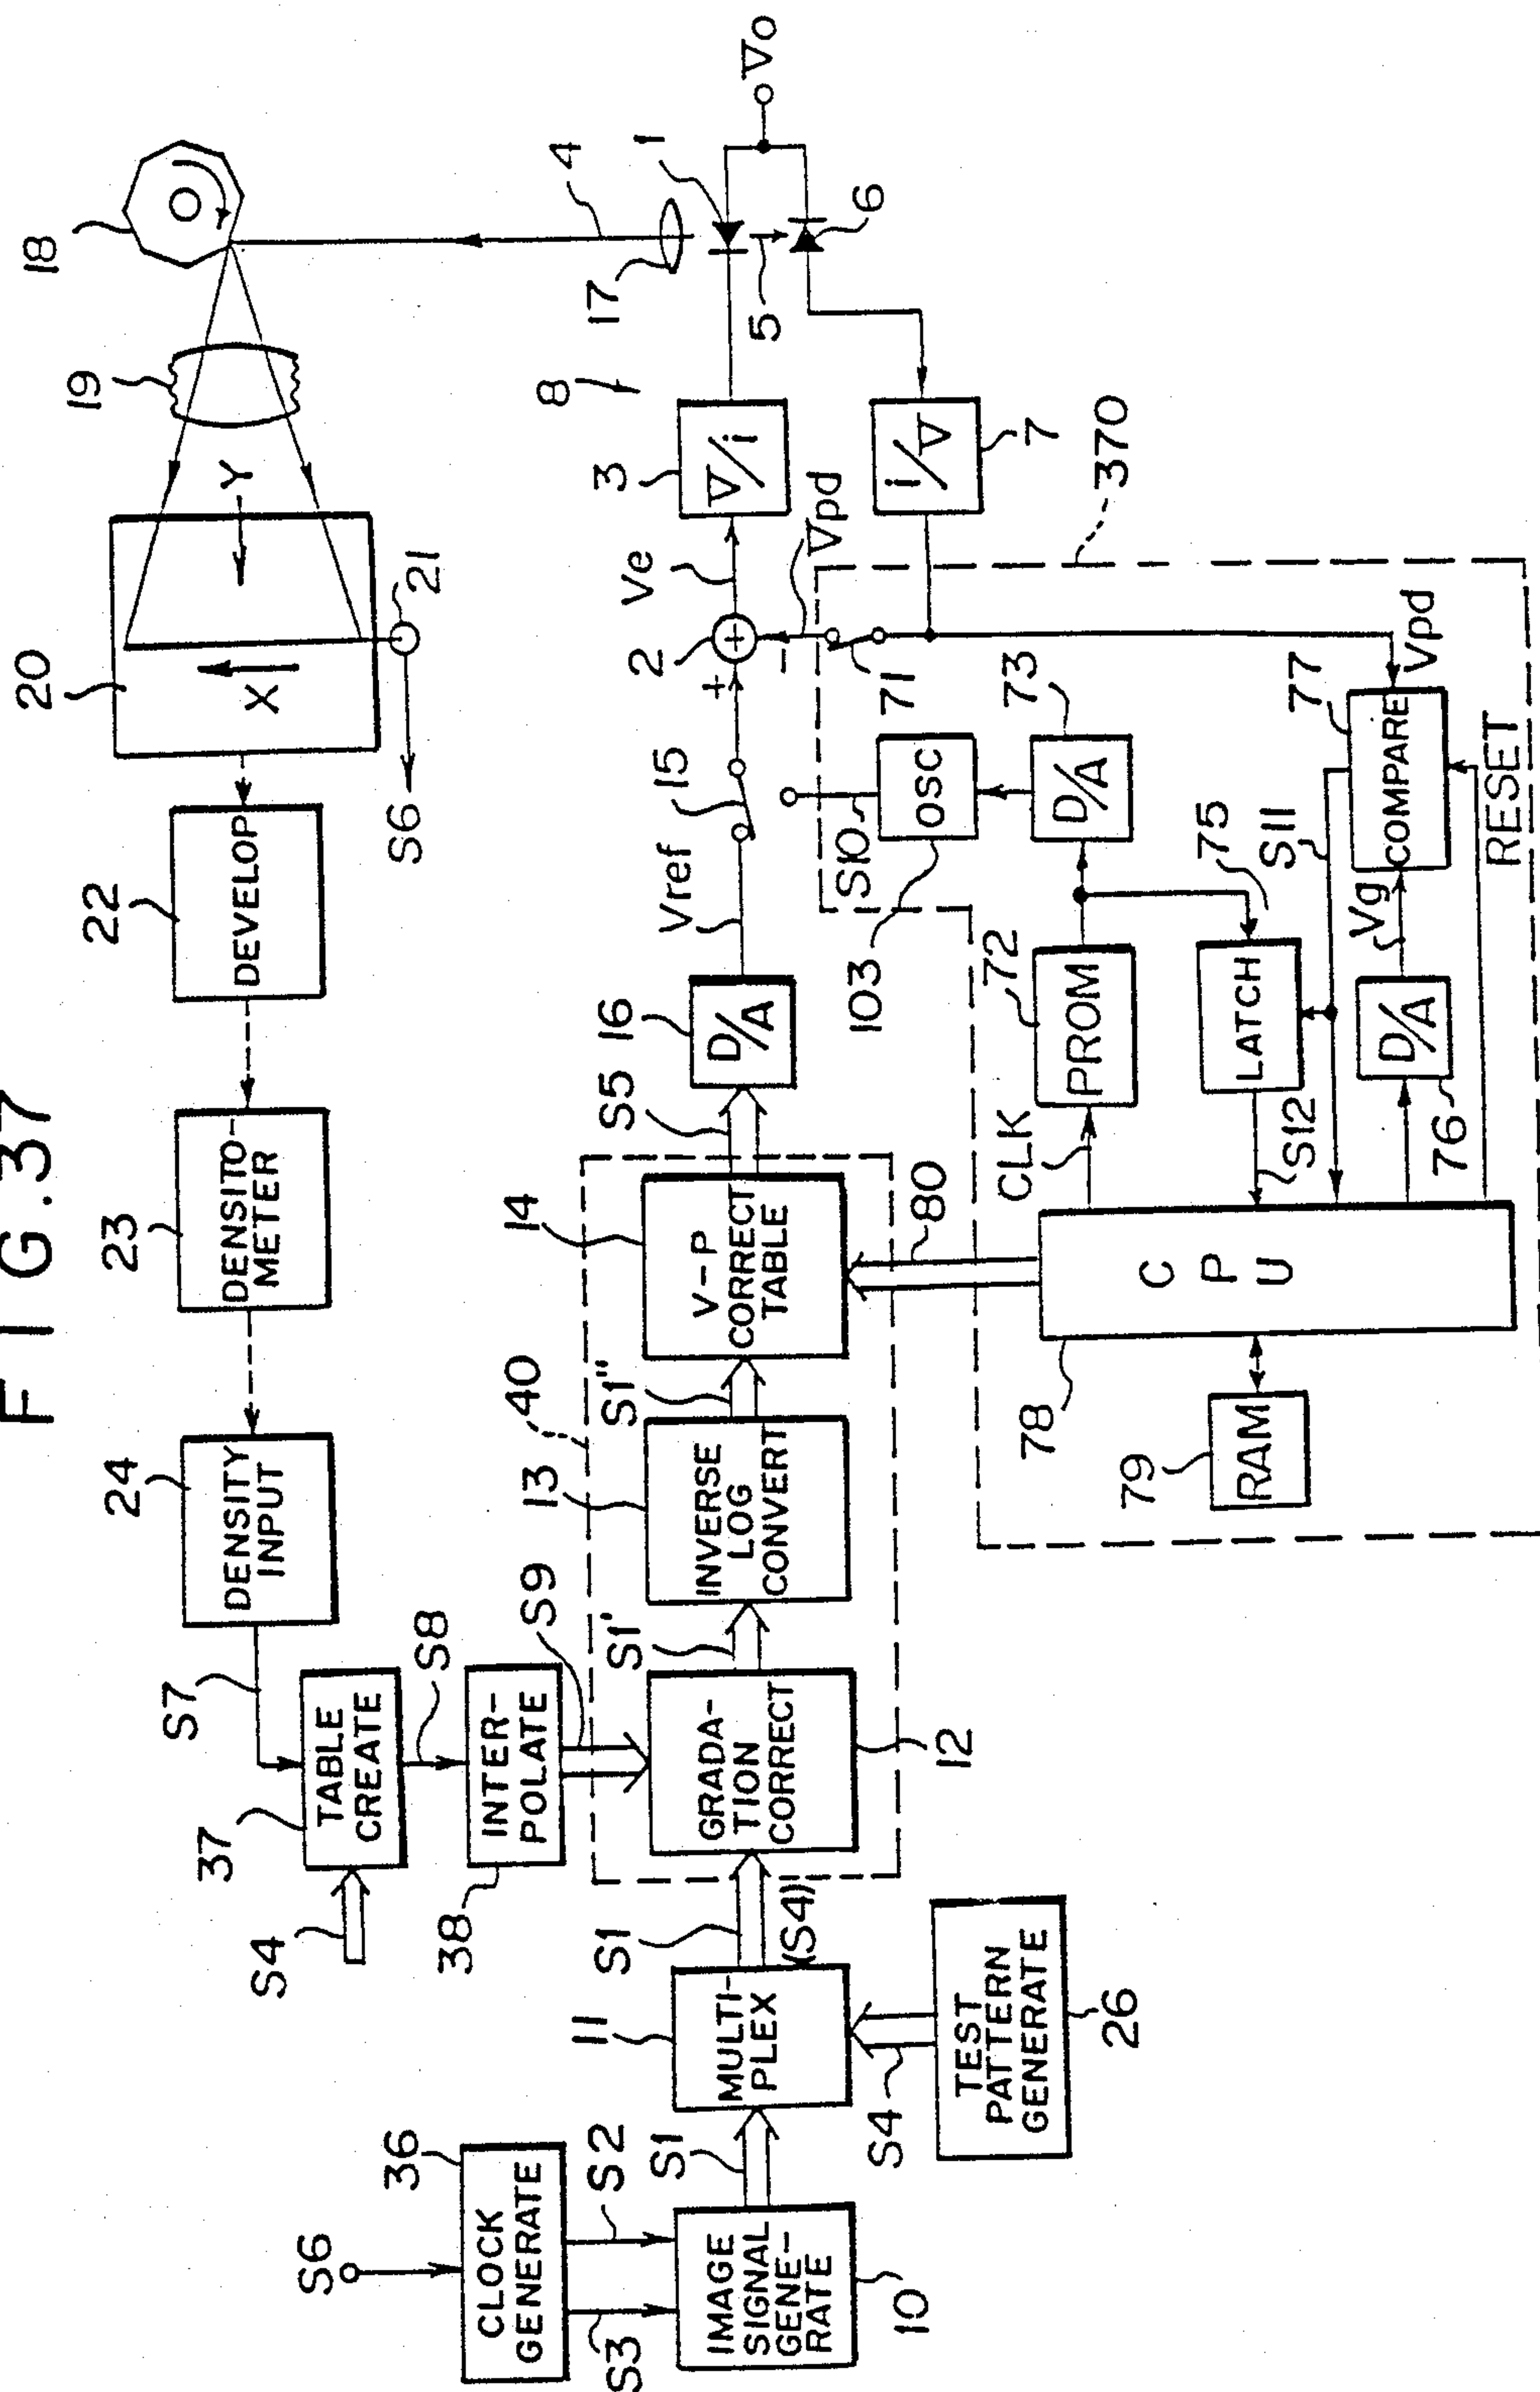 FIG.37
18
19
20
X
Y
21
S6
22
DEVELOP
23
DENSITO-
METER
24
DENSITY
INPUT
S7
37
TABLE
CREATE
S4
S8
38
INTER-
POLATE
S9
40
S6
36
CLOCK
GENERATE
S3
S2
IMAGE
SIGNAL
GENE-
RATE
10
S1
11
MULTI-
PLEX
S4
TEST
PATTERN
GENERATE
26
S1
(S4)
GRADA-
TION
CORRECT
12
S1'
13
INVERSE
LOG
CONVERT
S1"
14
V-P
CORRECT
TABLE
S5
16
D/A
Vref
15
+
2
+
-
Ve
Vpd
3
V/i
8
17
4
1
5
6
Vo
i/V
7
370
71
S10
OSC
103
73
D/A
72
PROM
CLK
75
LATCH
S12
S11
77
COMPARE
Vpd
Vg
D/A
76
RESET
80
CPU
78
79
RAM